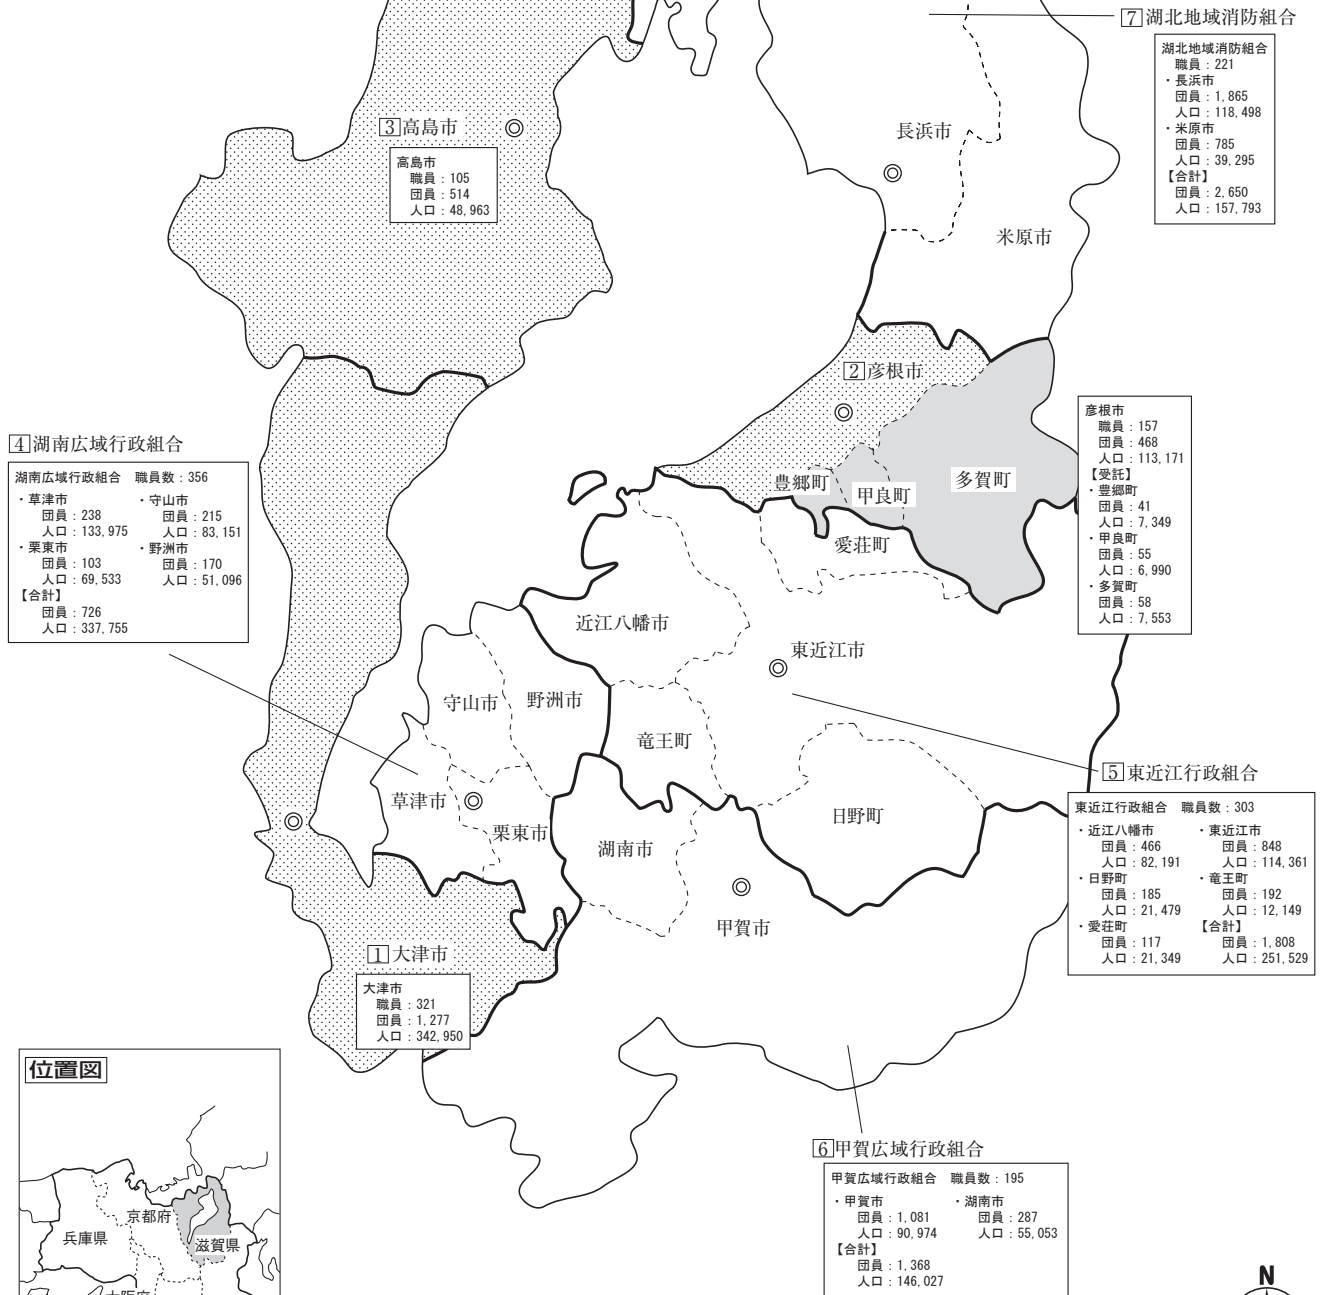 7 湖北地域消防組合
湖北地域消防組合
職員：221
・長浜市
団員：1,865
人口：118,498
・米原市
団員：785
人口：39,295
【合計】
団員：2,650
人口：157,793
長浜市
米原市
3 高島市
高島市
職員：105
団員：514
人口：48,963
2 彦根市
豊郷町
甲良町
多賀町
愛荘町
彦根市
職員：157
団員：468
人口：113,171
【受託】
・豊郷町
団員：41
人口：7,349
・甲良町
団員：55
人口：6,990
・多賀町
団員：58
人口：7,553
4 湖南広域行政組合
湖南広域行政組合　職員数：356
・草津市
団員：238
人口：133,975
・守山市
団員：215
人口：83,151
・栗東市
団員：103
人口：69,533
・野洲市
団員：170
人口：51,096
【合計】
団員：726
人口：337,755
近江八幡市
東近江市
守山市
野洲市
竜王町
草津市
栗東市
湖南市
日野町
甲賀市
5 東近江行政組合
東近江行政組合　職員数：303
・近江八幡市
団員：466
人口：82,191
・東近江市
団員：848
人口：114,361
・日野町
団員：185
人口：21,479
・竜王町
団員：192
人口：12,149
・愛荘町
団員：117
人口：21,349
【合計】
団員：1,808
人口：251,529
1 大津市
大津市
職員：321
団員：1,277
人口：342,950
6 甲賀広域行政組合
甲賀広域行政組合　職員数：195
・甲賀市
団員：1,081
人口：90,974
・湖南市
団員：287
人口：55,053
【合計】
団員：1,368
人口：146,027
位置図
京都府
兵庫県
滋賀県
大阪府
N